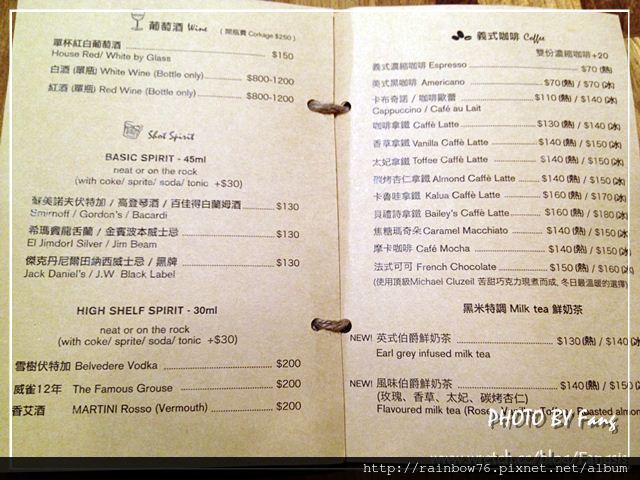 葡萄酒 Wine （開瓶費 Corkage $250）
單杯紅白葡萄酒 $150
House Red/ White by Glass
白酒 (單瓶) White Wine (Bottle only) $800-1200
紅酒 (單瓶) Red Wine (Bottle only) $800-1200
Shot Spirit
BASIC SPIRIT - 45ml
neat or on the rock
(with coke/ sprite/ soda/ tonic +$30)
蘇美諾夫伏特加 / 高登琴酒 / 百佳得白蘭姆酒 $130
Smirnoff / Gordon's / Bacardi
希瑪竇龍舌蘭 / 金賓波本威士忌 $130
El Jimdorl Silver / Jim Beam
傑克丹尼爾田納西威士忌 / 黑牌 $130
Jack Daniel's / J.W Black Label
HIGH SHELF SPIRIT - 30ml
neat or on the rock
(with coke/ sprite/ soda/ tonic +$30)
雪樹伏特加 Belvedere Vodka $200
威雀12年 The Famous Grouse $200
香艾酒 MARTINI Rosso (Vermouth) $200
義式咖啡 Coffee
雙份濃縮咖啡+20
義式濃縮咖啡 Espresso $70 (熱)
美式黑咖啡 Americano $70 (熱) / $70 (冰)
卡布奇諾 / 咖啡歐蕾 $110 (熱) / $140 (冰)
Cappuccino / Café au Lait
咖啡拿鐵 Caffè Latte $130 (熱) / $140 (冰)
香草拿鐵 Vanilla Caffè Latte $140 (熱) / $150 (冰)
太妃拿鐵 Toffee Caffè Latte $140 (熱) / $150 (冰)
碳烤杏仁拿鐵 Almond Caffè Latte $140 (熱) / $150 (冰)
卡魯哇拿鐵 Kalua Caffè Latte $160 (熱) / $170 (冰)
貝禮詩拿鐵 Bailey's Caffè Latte $160 (熱) / $180 (冰)
焦糖瑪奇朵 Caramel Macchiato $140 (熱) / $150 (冰)
摩卡咖啡 Café Mocha $140 (熱) / $150 (冰)
法式可可 French Chocolate $150 (熱) / $160 (冰)
(使用頂級Michael Cluzeil 苦甜巧克力現煮而成, 冬日最溫暖的選擇)
黑米特調 Milk tea 鮮奶茶
NEW! 英式伯爵鮮奶茶 $130 (熱) / $140 (冰
Earl grey infused milk tea
NEW! 風味伯爵鮮奶茶 $140 (熱) / $150 (冰
(玫瑰、香草、太妃、碳烤杏仁)
Flavoured milk tea (Rose, Roasted almond
PHOTO BY Fang
http://rainbow76.pixnet.net/album